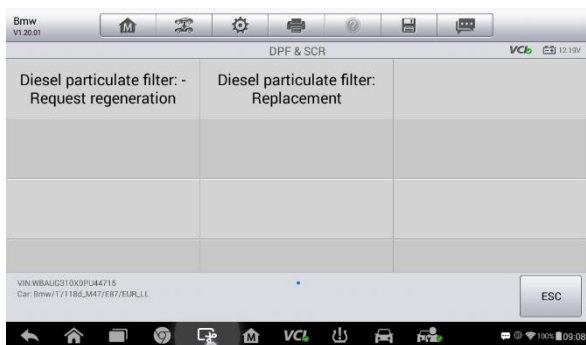 Bmw
V1.20.01
DPF & SCR
VCI 12.19V
Diesel particulate filter: -
Request regeneration
Diesel particulate filter:
Replacement
VIN:WBAUG310X0PU44715
Car: Bmw/1'/118d_M47/E87/EUR_LL
ESC
VCI
100% 09:08